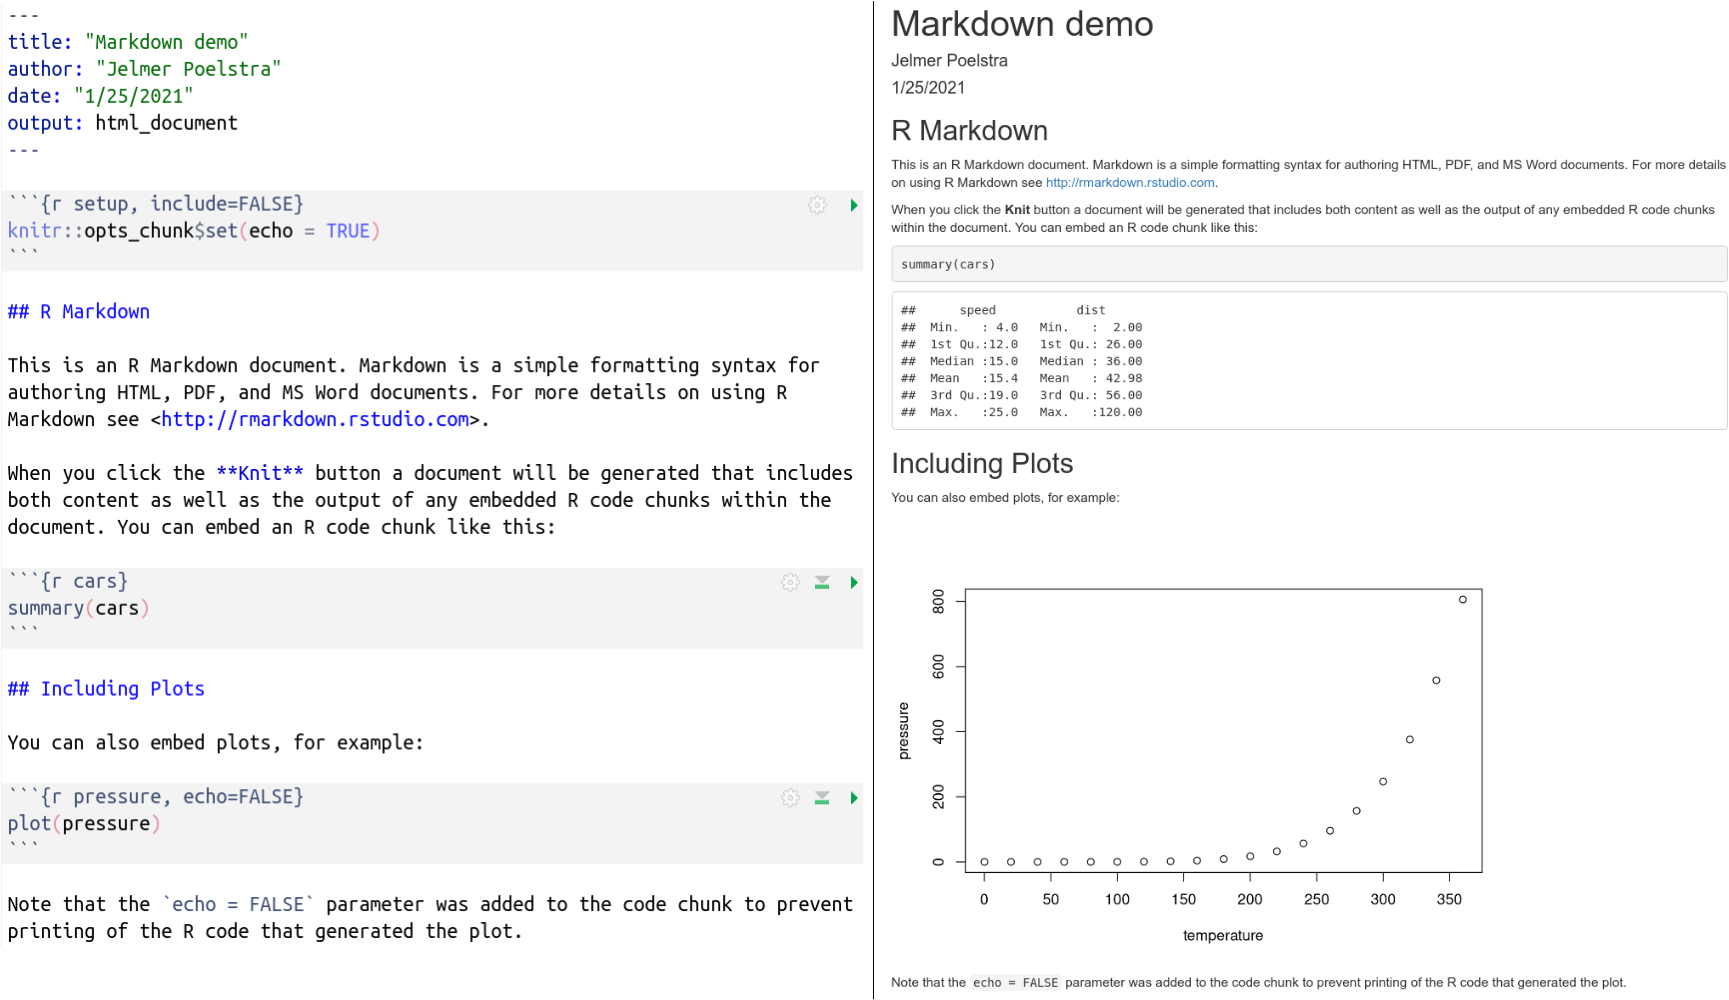 ---
title: "Markdown demo"
author: "Jelmer Poelstra"
date: "1/25/2021"
output: html_document
---
```{r setup, include=FALSE}
knitr::opts_chunk$set(echo = TRUE)
```
## R Markdown
This is an R Markdown document. Markdown is a simple formatting syntax for
authoring HTML, PDF, and MS Word documents. For more details on using R
Markdown see <http://rmarkdown.rstudio.com>.
When you click the **Knit** button a document will be generated that includes
both content as well as the output of any embedded R code chunks within the
document. You can embed an R code chunk like this:
```{r cars}
summary(cars)
```
## Including Plots
You can also embed plots, for example:
```{r pressure, echo=FALSE}
plot(pressure)
```
Note that the `echo = FALSE` parameter was added to the code chunk to prevent
printing of the R code that generated the plot.
Markdown demo
Jelmer Poelstra
1/25/2021
R Markdown
This is an R Markdown document. Markdown is a simple formatting syntax for authoring HTML, PDF, and MS Word documents. For more details
on using R Markdown see http://rmarkdown.rstudio.com.
When you click the Knit button a document will be generated that includes both content as well as the output of any embedded R code chunks
within the document. You can embed an R code chunk like this:
summary(cars)
##      speed           dist
##  Min.   : 4.0   Min.   :  2.00
##  1st Qu.:12.0   1st Qu.: 26.00
##  Median :15.0   Median : 36.00
##  Mean   :15.4   Mean   : 42.98
##  3rd Qu.:19.0   3rd Qu.: 56.00
##  Max.   :25.0   Max.   :120.00
Including Plots
You can also embed plots, for example:
800
600
400
200
0
pressure
0 50 100 150 200 250 300 350
temperature
Note that the echo = FALSE parameter was added to the code chunk to prevent printing of the R code that generated the plot.